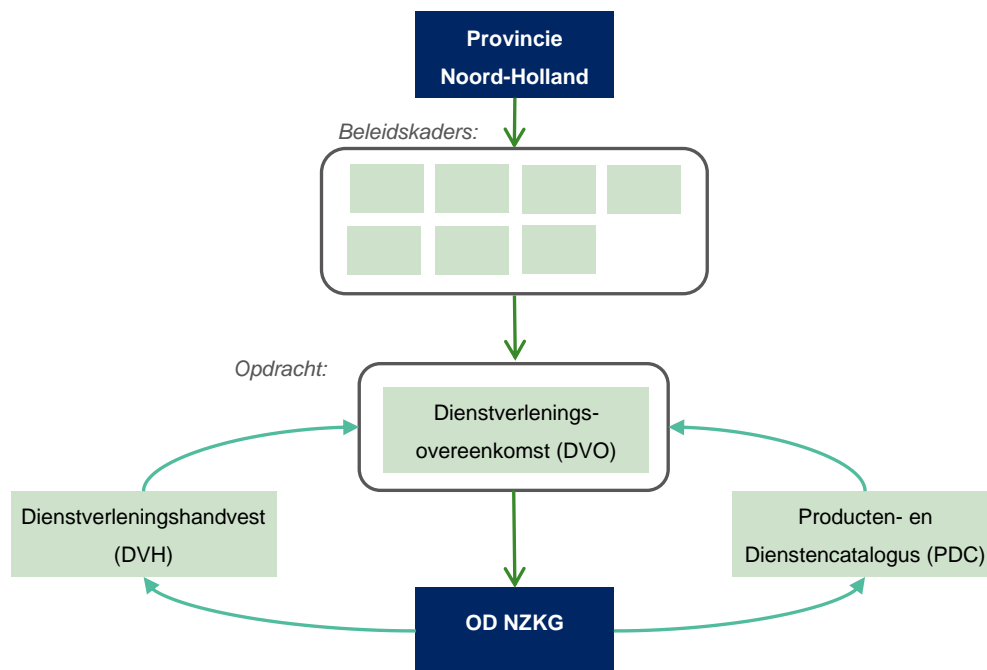 Provincie
Noord-Holland
Beleidskaders:
Opdracht:
Dienstverlenings-
overeenkomst (DVO)
Dienstverleningshandvest
(DVH)
Producten- en
Dienstencatalogus (PDC)
OD NZKG